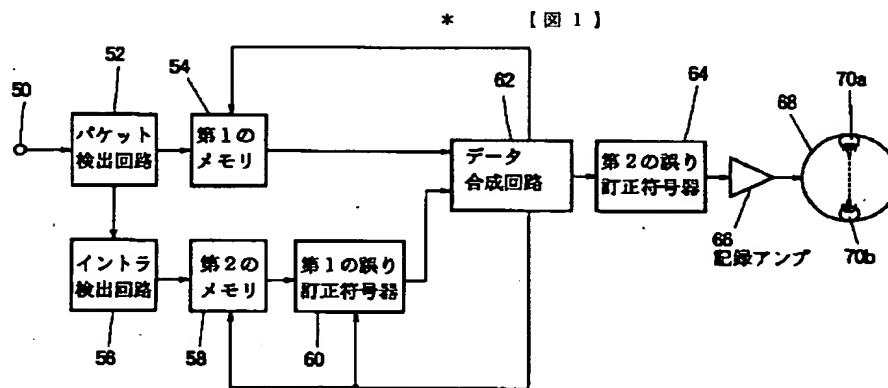 * 【図1】
50
52
54
62
64
68
70a
パケット
検出回路
第1の
メモリ
データ
合成回路
第2の誤り
訂正符号器
66
記録アンプ
70b
イントラ
検出回路
第2の
メモリ
第1の誤り
訂正符号器
56
58
60